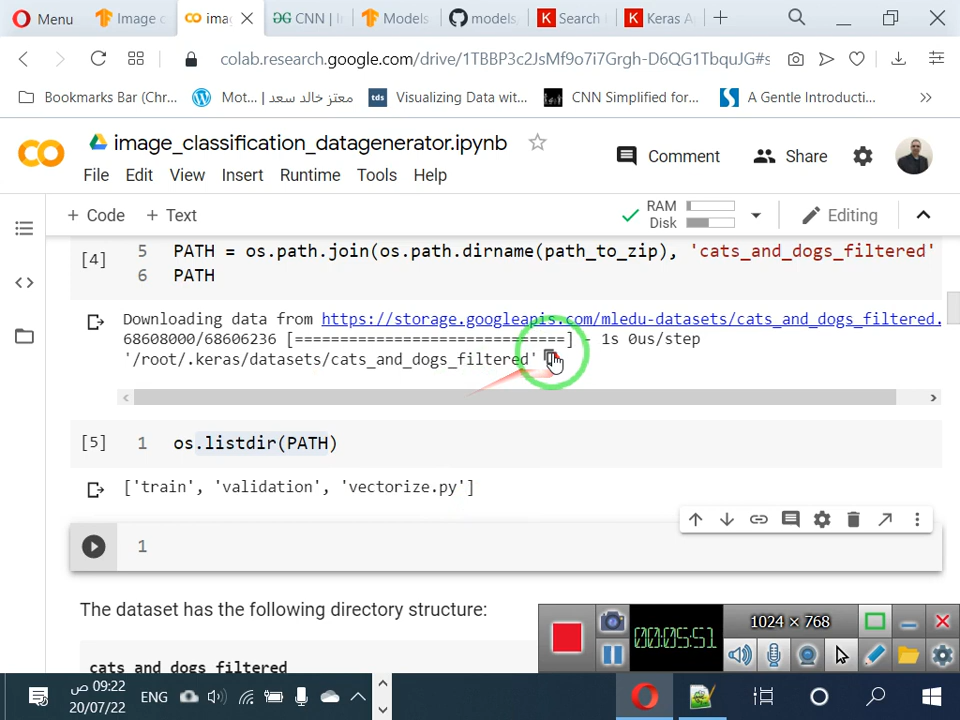 Menu
Image c
ima
CNN | I
Models
models,
Search
Keras A
colab.research.google.com/drive/1TBBP3c2JsMf9o7i7Grgh-D6QG1TbquJG#s
Bookmarks Bar (Chr...
Mot... | معتز خالد سعد
Visualizing Data wit...
CNN Simplified for...
A Gentle Introducti...
image_classification_datagenerator.ipynb
Comment
Share
File Edit View Insert Runtime Tools Help
+ Code + Text
RAM
Disk
Editing
[4]
5 PATH = os.path.join(os.path.dirname(path_to_zip), 'cats_and_dogs_filtered'
6 PATH
Downloading data from https://storage.googleapis.com/mledu-datasets/cats_and_dogs_filtered.
68608000/68606236 [==============================] - 1s 0us/step
'/root/.keras/datasets/cats_and_dogs_filtered'
[5] 1 os.listdir(PATH)
['train', 'validation', 'vectorize.py']
1
The dataset has the following directory structure:
cats_and_dogs_filtered
00:05:51
1024 × 768
09:22 ص
20/07/22
ENG